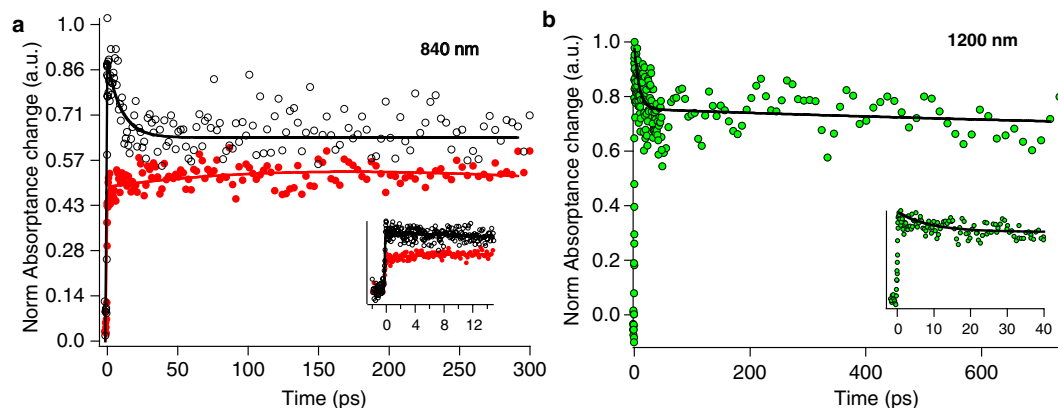 a
840 nm
Norm Absorptance change (a.u.)
1.0
0.86
0.71
0.57
0.43
0.28
0.14
0.0
0 4 8 12
0 50 100 150 200 250 300
Time (ps)
b
1200 nm
Norm Absorptance change (a.u.)
1.0
0.8
0.6
0.4
0.2
0.0
0 10 20 30 40
0 200 400 600
Time (ps)